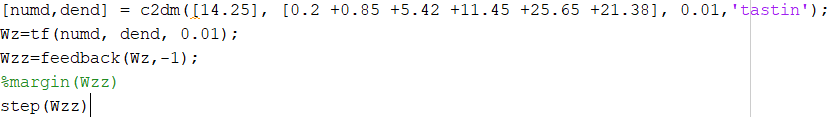 [numd,dend] = c2dm([14.25], [0.2 +0.85 +5.42 +11.45 +25.65 +21.38], 0.01,'tastin');
Wz=tf(numd, dend, 0.01);
Wzz=feedback(Wz,-1);
%margin(Wzz)
step(Wzz)